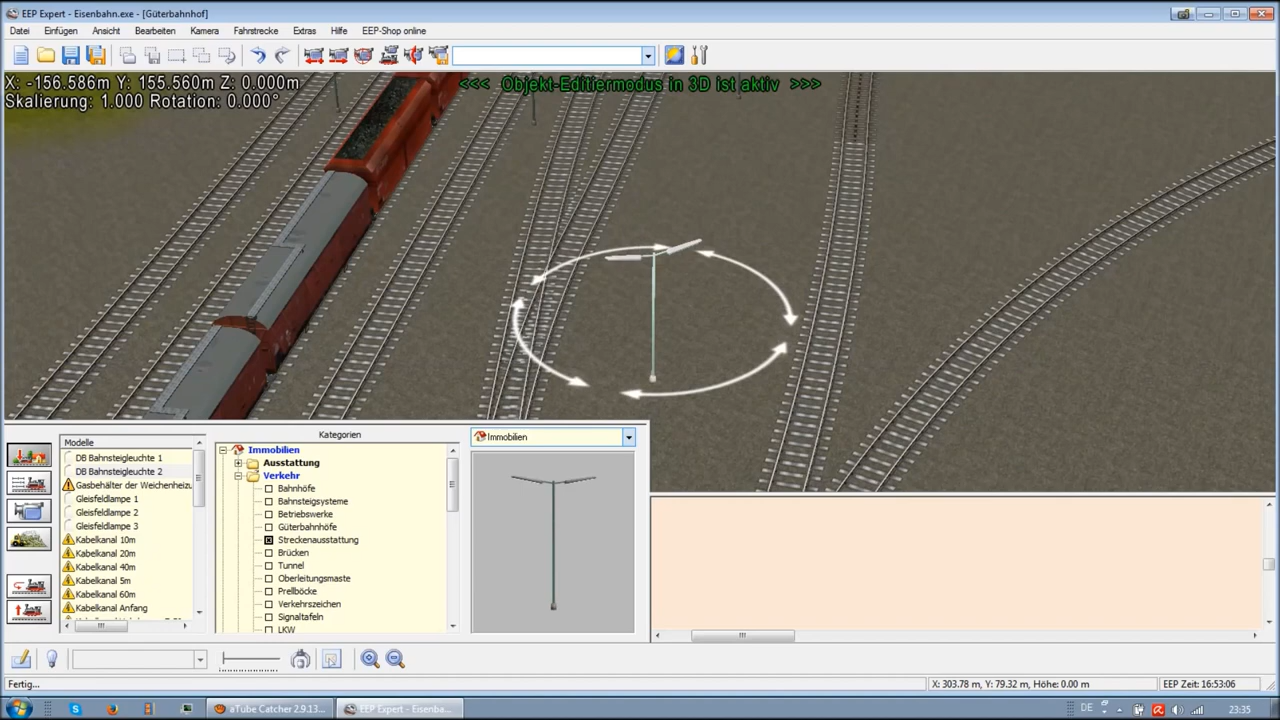 EEP Expert - Eisenbahn.exe - [Güterbahnhof]
Datei Einfügen Ansicht Bearbeiten Kamera Fahrstrecke Extras Hilfe EEP-Shop online
X: -156.586m Y: 155.560m Z: 0.000m
<<< Objekt-Editiermodus in 3D ist aktiv >>>
Skalierung: 1.000 Rotation: 0.000°
Modelle
DB Bahnsteigleuchte 1
DB Bahnsteigleuchte 2
Gasbehälter der Weichenheizu
Gleisfeldlampe 1
Gleisfeldlampe 2
Gleisfeldlampe 3
Kabelkanal 10m
Kabelkanal 20m
Kabelkanal 40m
Kabelkanal 5m
Kabelkanal 60m
Kabelkanal Anfang
Kategorien
Immobilien
Ausstattung
Verkehr
Bahnhöfe
Bahnsteigsysteme
Betriebswerke
Güterbahnhöfe
Streckenausstattung
Brücken
Tunnel
Oberleitungsmaste
Prellböcke
Verkehrszeichen
Signaltafeln
LKW
Immobilien
Fertig...
X: 303.78 m, Y: 79.32 m, Höhe: 0.00 m
EEP Zeit: 16:53:06
aTube Catcher 2.9.13...
EEP Expert - Eisenba...
DE
23:35